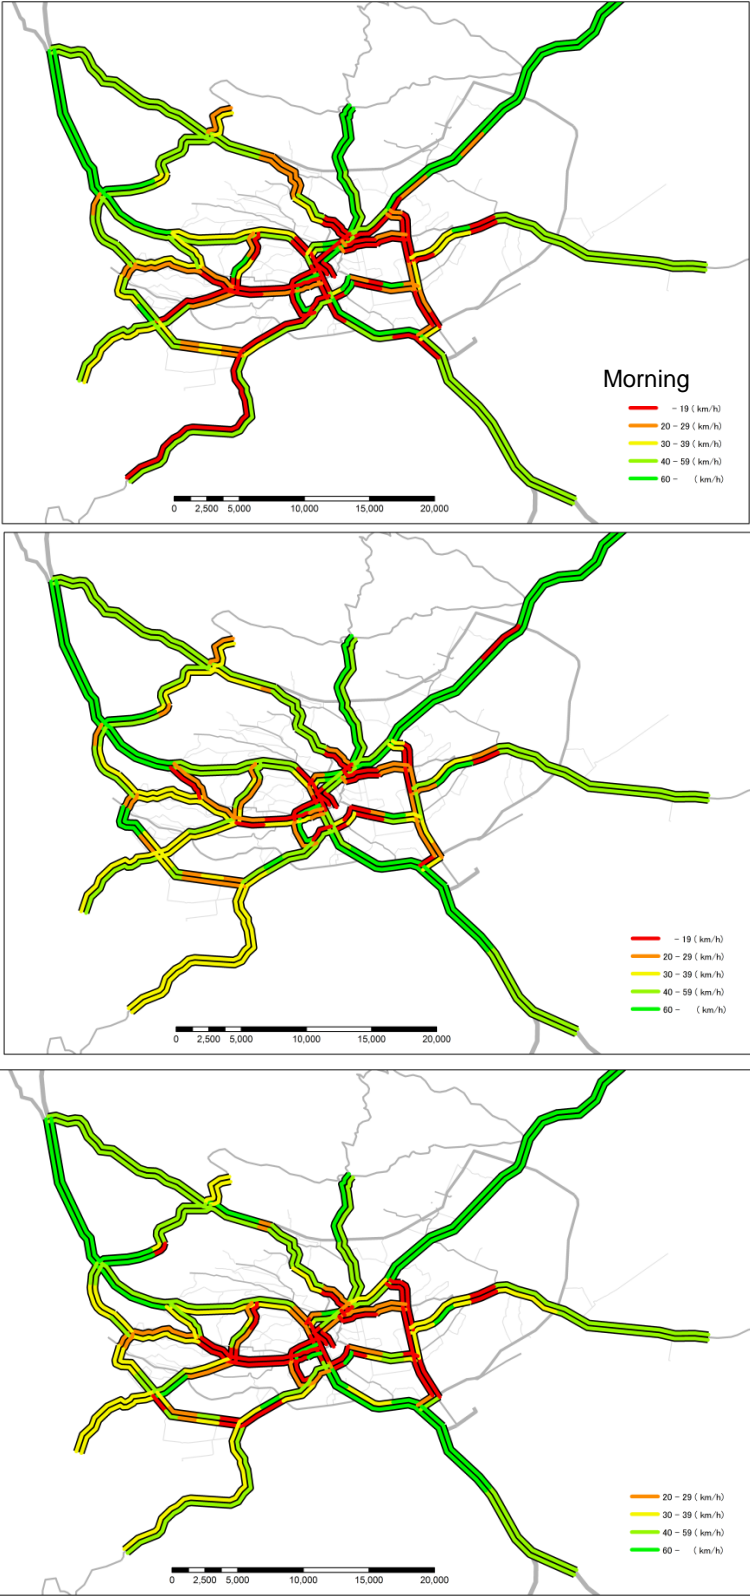 Morning
- 19 ( km/h)
20 - 29 ( km/h)
30 - 39 ( km/h)
40 - 59 ( km/h)
60 - ( km/h)
0 2,500 5,000 10,000 15,000 20,000
- 19 ( km/h)
20 - 29 ( km/h)
30 - 39 ( km/h)
40 - 59 ( km/h)
60 - ( km/h)
0 2,500 5,000 10,000 15,000 20,000
20 - 29 ( km/h)
30 - 39 ( km/h)
40 - 59 ( km/h)
60 - ( km/h)
0 2,500 5,000 10,000 15,000 20,000